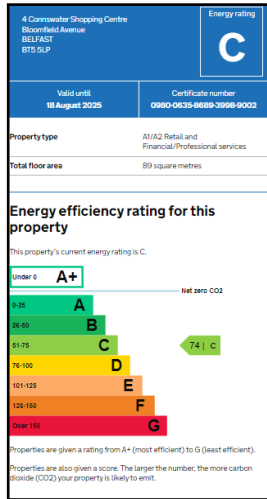 4 Connswater Shopping Centre
Bloomfield Avenue
BELFAST
BT5 5LP
Energy rating
C
Valid until
18 August 2025
Certificate number
0980-0635-8689-3998-9002
Property type
A1/A2 Retail and
Financial/Professional services
Total floor area
89 square metres
Energy efficiency rating for this
property
This property's current energy rating is C.
Under 0 A+
Net zero CO2
0-25 A
26-50 B
51-75 C
74 | C
76-100 D
101-125 E
126-150 F
Over 150 G
Properties are given a rating from A+ (most efficient) to G (least efficient).
Properties are also given a score. The larger the number, the more carbon
dioxide (CO2) your property is likely to emit.